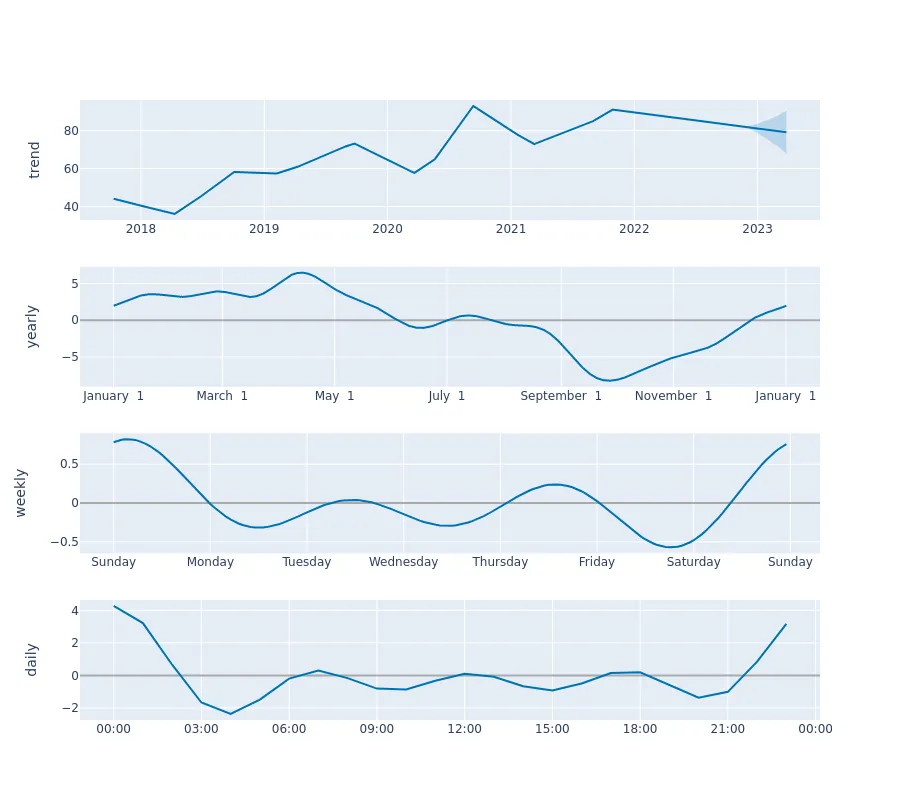 trend
80
60
40
2018 2019 2020 2021 2022 2023
yearly
5
0
−5
January 1 March 1 May 1 July 1 September 1 November 1 January 1
weekly
0.5
0
−0.5
Sunday Monday Tuesday Wednesday Thursday Friday Saturday Sunday
daily
4
2
0
−2
00:00 03:00 06:00 09:00 12:00 15:00 18:00 21:00 00:00